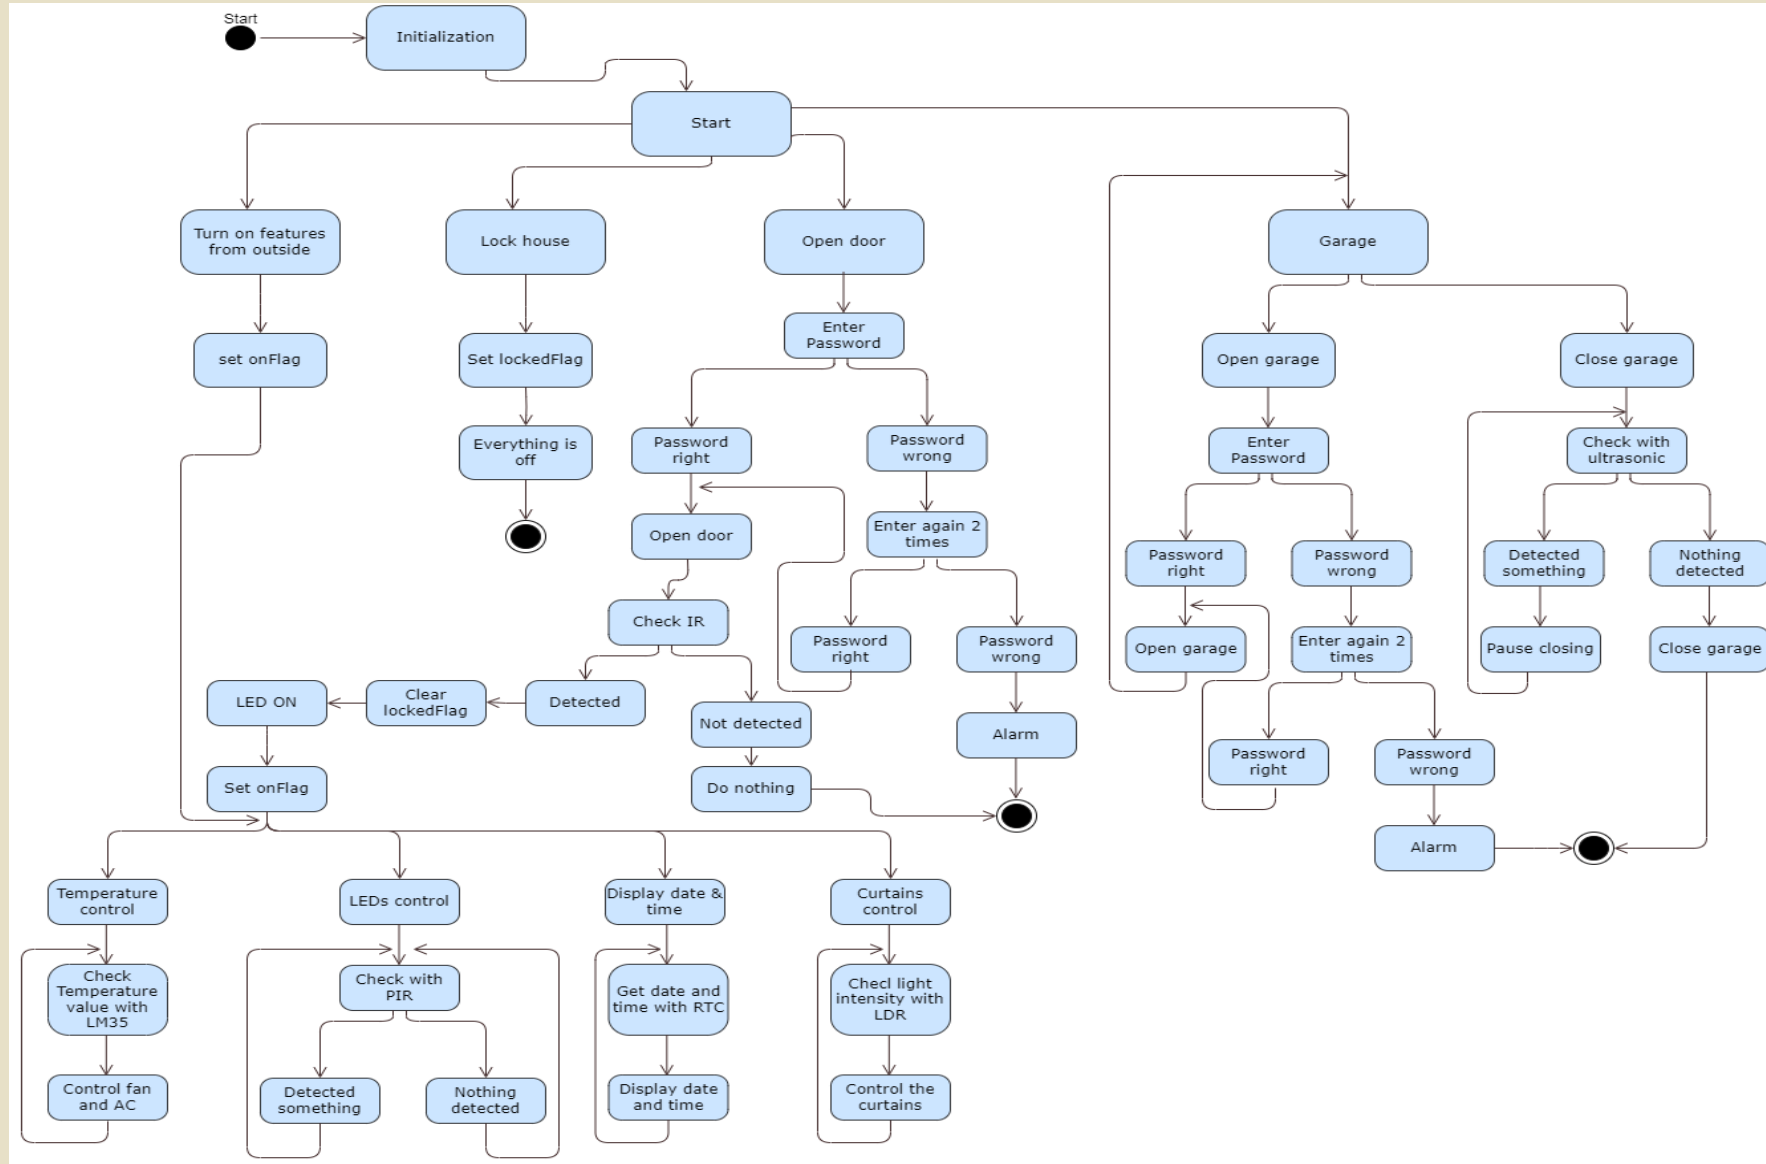 Start
Initialization
Start
Turn on features
from outside
Lock house
Open door
Garage
Enter
Password
set onFlag
Set lockedFlag
Open garage
Close garage
Everything is
off
Password
right
Password
wrong
Enter
Password
Check with
ultrasonic
Open door
Enter again 2
times
Password
right
Password
wrong
Detected
something
Nothing
detected
Check IR
Password
right
Password
wrong
Open garage
Enter again 2
times
Pause closing
Close garage
LED ON
Clear
lockedFlag
Detected
Not detected
Alarm
Password
right
Password
wrong
Set onFlag
Do nothing
Alarm
Temperature
control
LEDs control
Display date &
time
Curtains
control
Check
Temperature
value with
LM35
Check with
PIR
Get date and
time with RTC
Checl light
intensity with
LDR
Control fan
and AC
Detected
something
Nothing
detected
Display date
and time
Control the
curtains